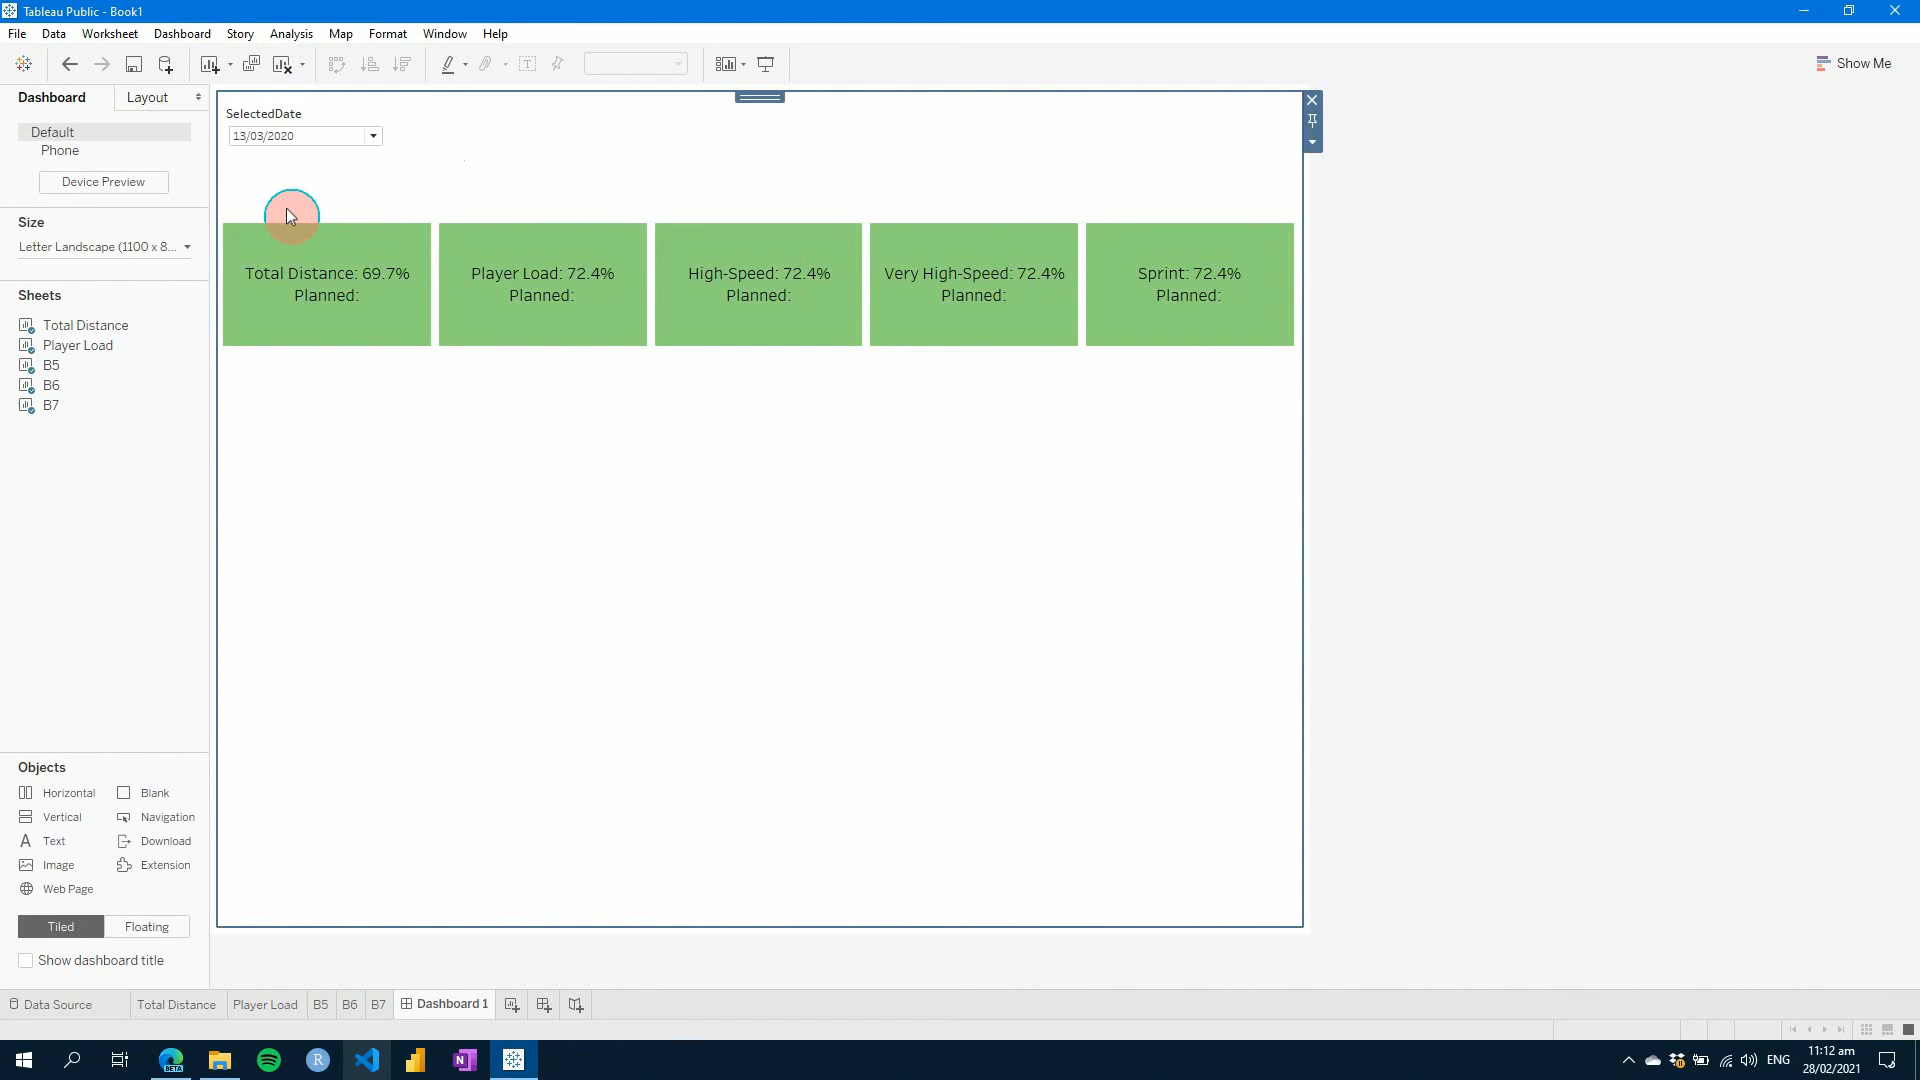 Tableau Public - Book1
File Data Worksheet Dashboard Story Analysis Map Format Window Help
Show Me
Dashboard Layout
Default
Phone
Device Preview
Size
Letter Landscape (1100 x 8...
Sheets
Total Distance
Player Load
B5
B6
B7
SelectedDate
13/03/2020
Total Distance: 69.7%
Planned:
Player Load: 72.4%
Planned:
High-Speed: 72.4%
Planned:
Very High-Speed: 72.4%
Planned:
Sprint: 72.4%
Planned:
Objects
Horizontal Blank
Vertical Navigation
Text Download
Image Extension
Web Page
Tiled Floating
Show dashboard title
Data Source Total Distance Player Load B5 B6 B7 Dashboard 1
BETA R N ENG 11:12 am
28/02/2021